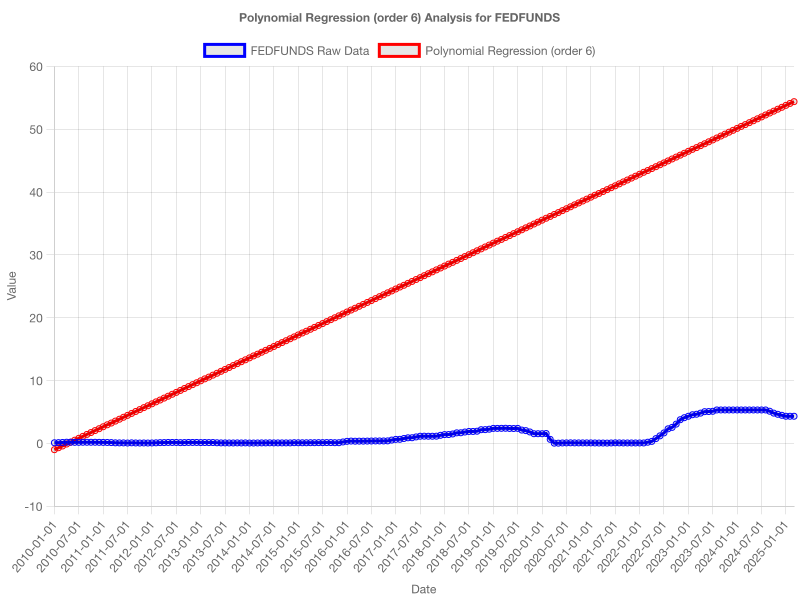 Polynomial Regression (order 6) Analysis for FEDFUNDS
FEDFUNDS Raw Data Polynomial Regression (order 6)
60
50
40
30
20
10
0
-10
Value
2010-01-01 2010-07-01 2011-01-01 2011-07-01 2012-01-01 2012-07-01 2013-01-01 2013-07-01 2014-01-01 2014-07-01 2015-01-01 2015-07-01 2016-01-01 2016-07-01 2017-01-01 2017-07-01 2018-01-01 2018-07-01 2019-01-01 2019-07-01 2020-01-01 2020-07-01 2021-01-01 2021-07-01 2022-01-01 2022-07-01 2023-01-01 2023-07-01 2024-01-01 2024-07-01 2025-01-01
Date